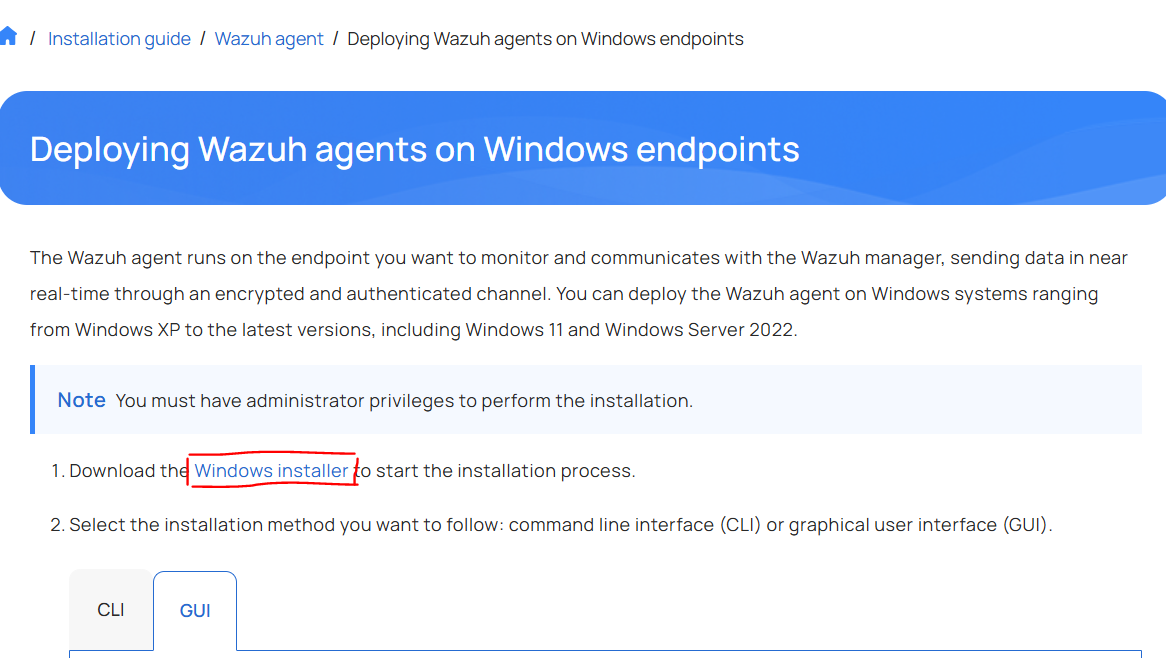 / Installation guide / Wazuh agent / Deploying Wazuh agents on Windows endpoints
Deploying Wazuh agents on Windows endpoints
The Wazuh agent runs on the endpoint you want to monitor and communicates with the Wazuh manager, sending data in near
real-time through an encrypted and authenticated channel. You can deploy the Wazuh agent on Windows systems ranging
from Windows XP to the latest versions, including Windows 11 and Windows Server 2022.
Note You must have administrator privileges to perform the installation.
1. Download the Windows installer to start the installation process.
2. Select the installation method you want to follow: command line interface (CLI) or graphical user interface (GUI).
CLI GUI